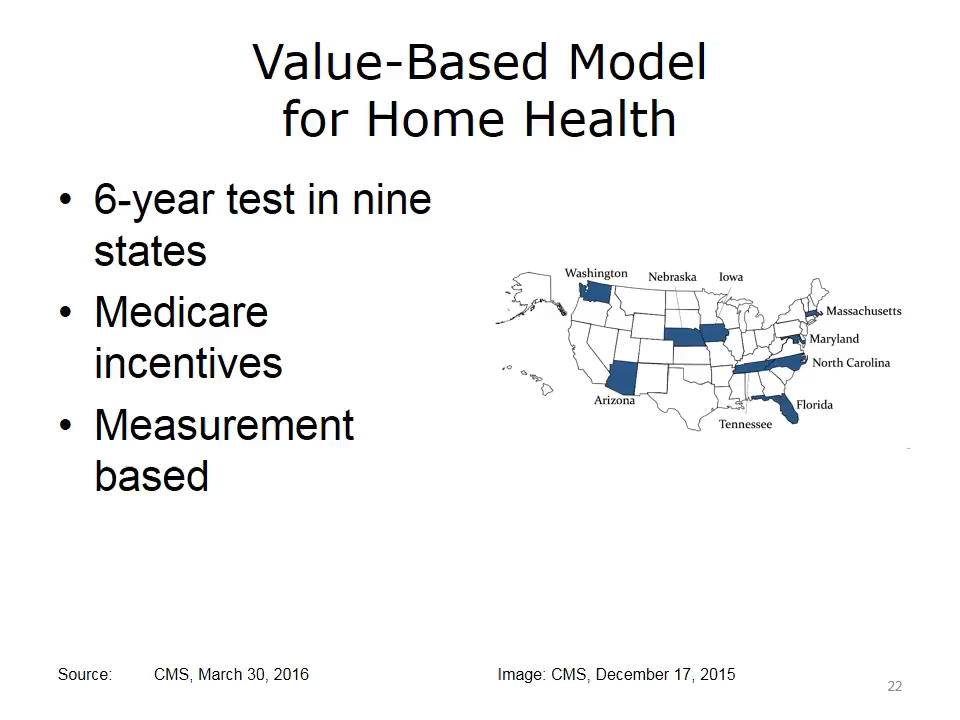 Value-Based Model
for Home Health
• 6-year test in nine
states
• Medicare
incentives
• Measurement
based
Washington
Nebraska
Iowa
Massachusetts
Maryland
North Carolina
Arizona
Florida
Tennessee
Source: CMS, March 30, 2016
Image: CMS, December 17, 2015
22